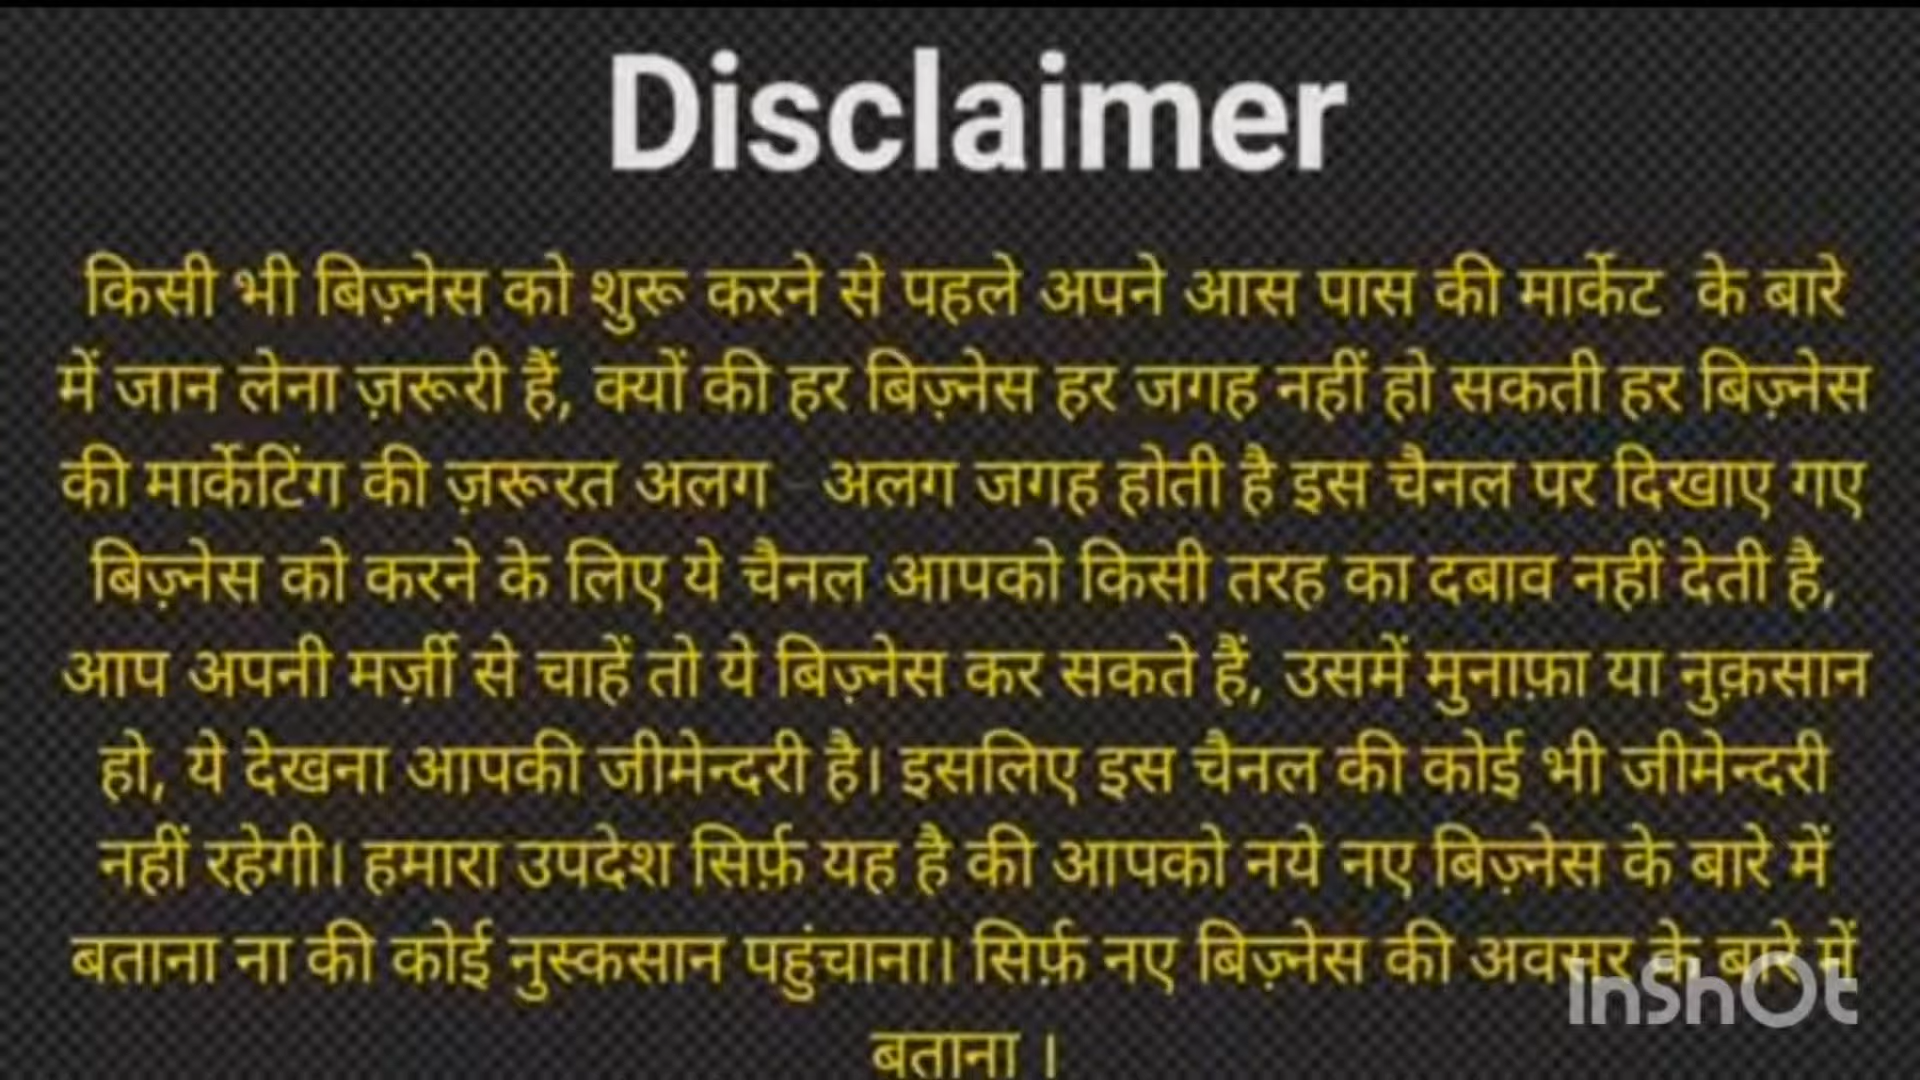 Disclaimer
किसी भी बिज़्नेस को शुरू करने से पहले अपने आस पास की मार्केट के बारे
में जान लेना ज़रूरी हैं, क्यों की हर बिज़्नेस हर जगह नहीं हो सकती हर बिज़्नेस
की मार्केटिंग की ज़रूरत अलग अलग जगह होती है इस चैनल पर दिखाए गए
बिज़्नेस को करने के लिए ये चैनल आपको किसी तरह का दबाव नहीं देती है,
आप अपनी मर्ज़ी से चाहें तो ये बिज़्नेस कर सकते हैं, उसमें मुनाफ़ा या नुक़सान
हो, ये देखना आपकी जीमेन्दरी है। इसलिए इस चैनल की कोई भी जीमेन्दरी
नहीं रहेगी। हमारा उपदेश सिर्फ़ यह है की आपको नये नए बिज़्नेस के बारे में
बताना ना की कोई नुस्कसान पहुंचाना। सिर्फ़ नए बिज़्नेस की अवसर के बारे में
InShOt
बताना ।